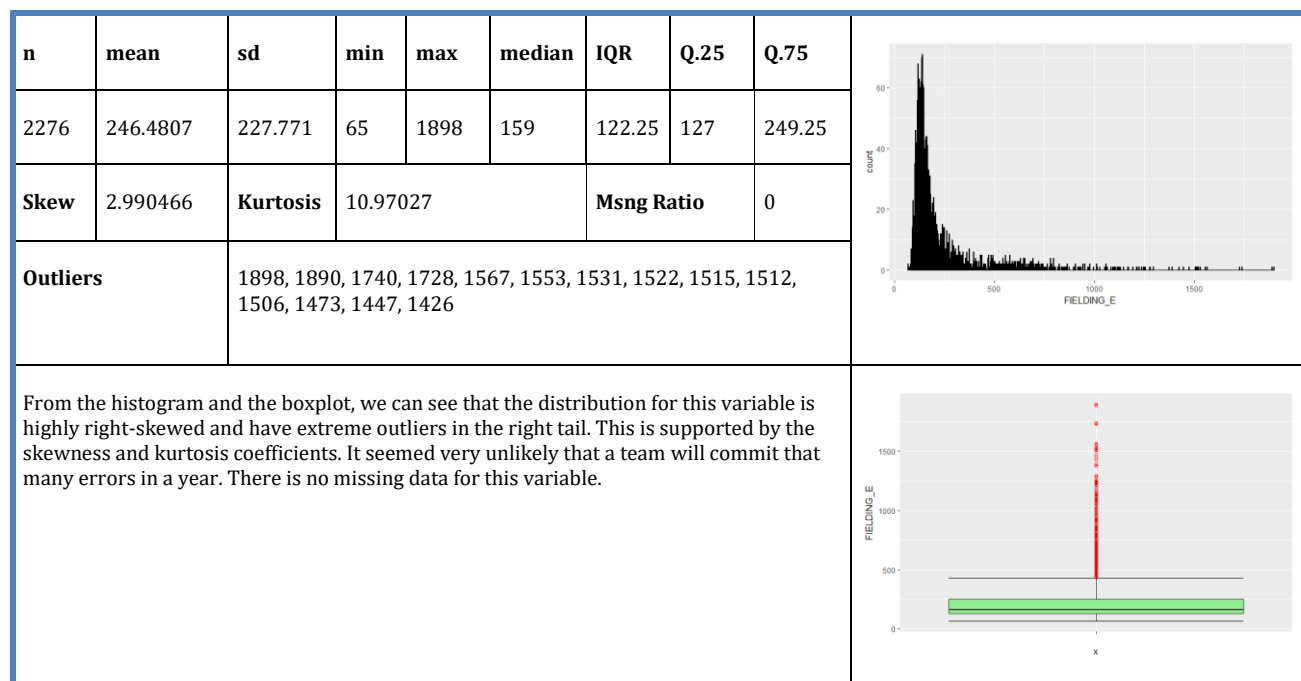 n mean sd min max median IQR Q.25 Q.75
2276 246.4807 227.771 65 1898 159 122.25 127 249.25
Skew 2.990466 Kurtosis 10.97027 Msng Ratio 0
Outliers 1898, 1890, 1740, 1728, 1567, 1553, 1531, 1522, 1515, 1512,
1506, 1473, 1447, 1426
60
40
20
0
count
0 500 1000 1500
FIELDING_E
From the histogram and the boxplot, we can see that the distribution for this variable is
highly right-skewed and have extreme outliers in the right tail. This is supported by the
skewness and kurtosis coefficients. It seemed very unlikely that a team will commit that
many errors in a year. There is no missing data for this variable.
1500
1000
500
0
FIELDING_E
x